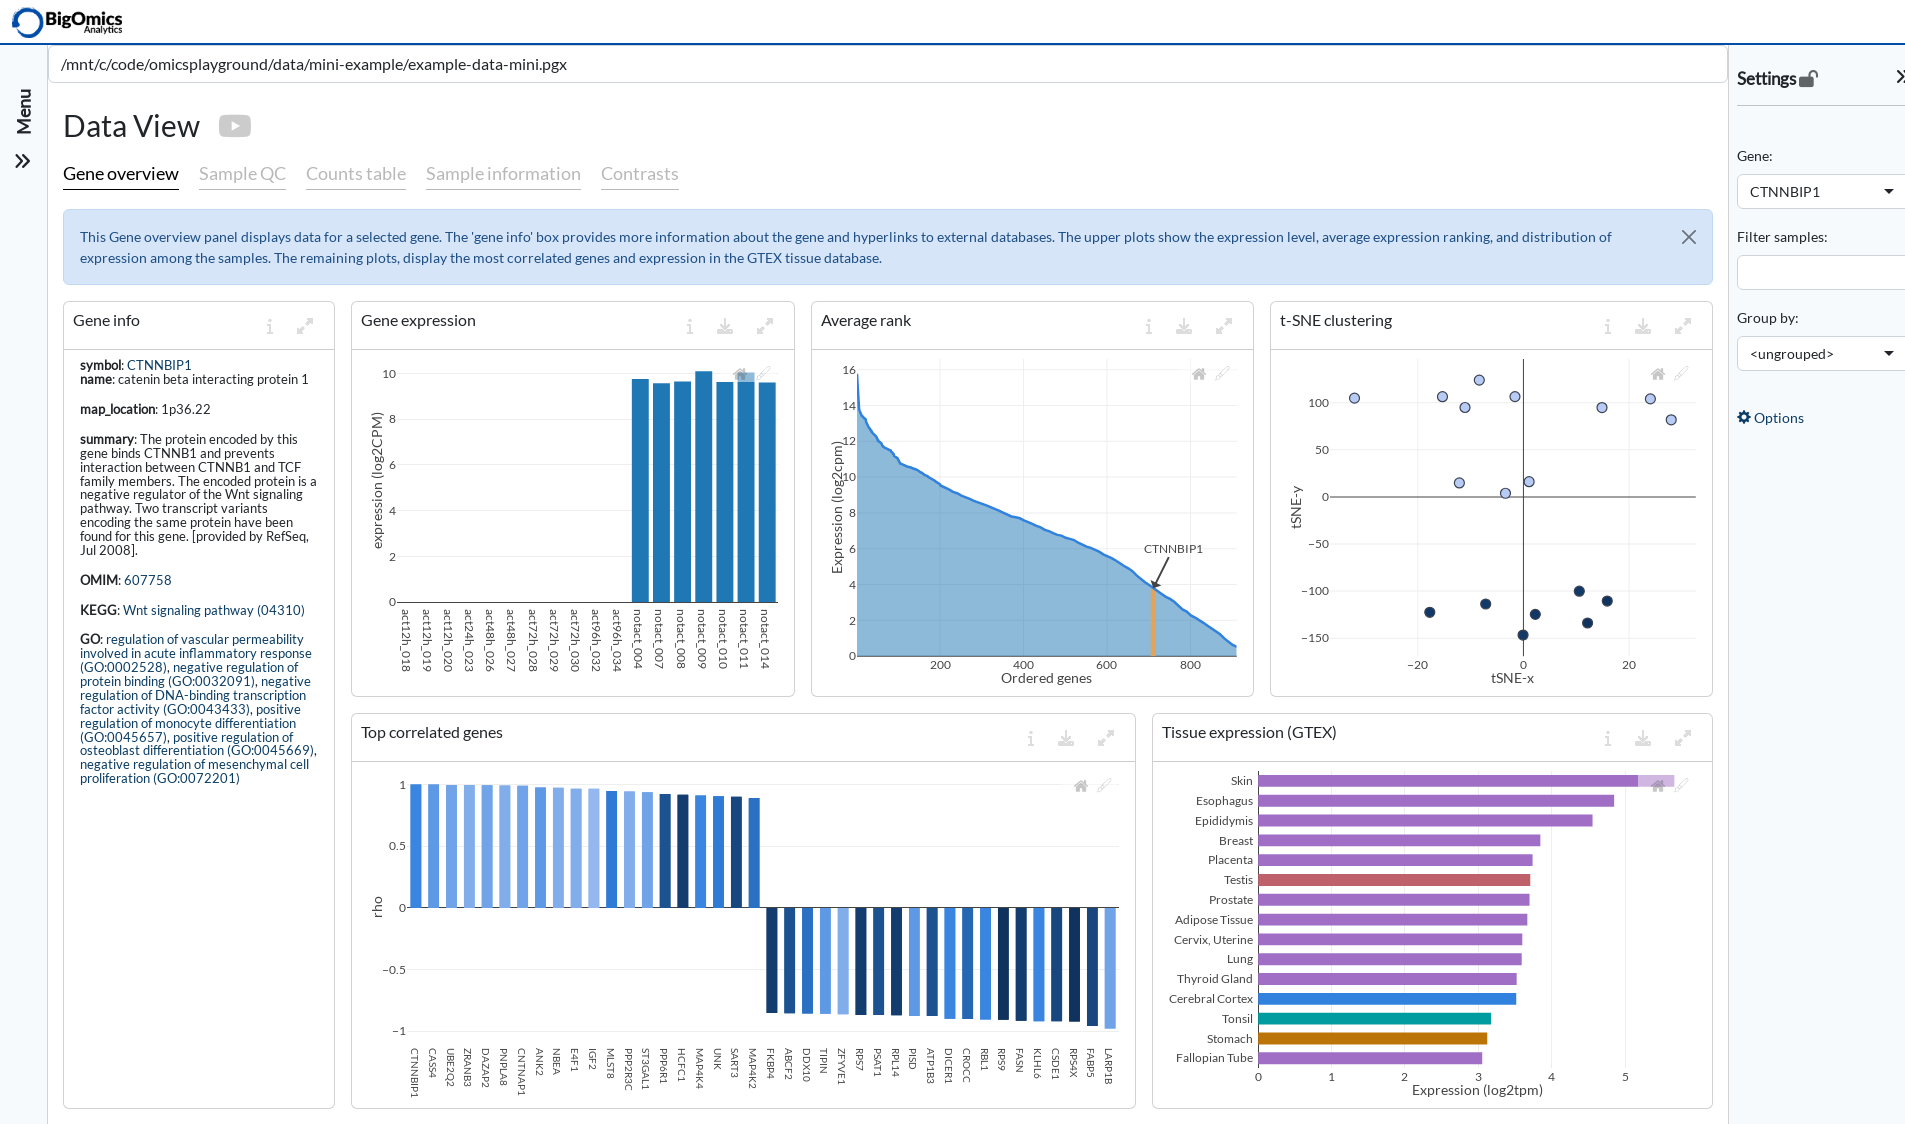 BigOmics
Analytics
Menu
/mnt/c/code/omicsplayground/data/mini-example/example-data-mini.pgx
Data View
Gene overview Sample QC Counts table Sample information Contrasts
This Gene overview panel displays data for a selected gene. The 'gene info' box provides more information about the gene and hyperlinks to external databases. The upper plots show the expression level, average expression ranking, and distribution of
expression among the samples. The remaining plots, display the most correlated genes and expression in the GTEX tissue database.
Gene info
symbol: CTNNBIP1
name: catenin beta interacting protein 1
map_location: 1p36.22
summary: The protein encoded by this
gene binds CTNNB1 and prevents
interaction between CTNNB1 and TCF
family members. The encoded protein is a
negative regulator of the Wnt signaling
pathway. Two transcript variants
encoding the same protein have been
found for this gene. [provided by RefSeq,
Jul 2008].
OMIM: 607758
KEGG: Wnt signaling pathway (04310)
GO: regulation of vascular permeability
involved in acute inflammatory response
(GO:0002528), negative regulation of
protein binding (GO:0032091), negative
regulation of DNA-binding transcription
factor activity (GO:0043433), positive
regulation of monocyte differentiation
(GO:0045657), positive regulation of
osteoblast differentiation (GO:0045669),
negative regulation of mesenchymal cell
proliferation (GO:0072201)
Gene expression
expression (log2CPM)
10
8
6
4
2
0
act12h_018
act12h_019
act12h_020
act24h_023
act48h_026
act48h_027
act72h_028
act72h_029
act72h_030
act96h_032
act96h_034
notact_004
notact_007
notact_008
notact_009
notact_010
notact_011
notact_014
Average rank
Expression (log2cpm)
16
14
12
10
8
6
4
2
0
CTNNBIP1
200 400 600 800
Ordered genes
t-SNE clustering
tSNE-y
100
50
0
−50
−100
−150
−20 0 20
tSNE-x
Top correlated genes
rho
1
0.5
0
−0.5
−1
CTNNBIP1
CASS4
UBE2Q2
ZRANB3
DAZAP2
PNPLA8
CNTNAP1
ANK2
NBEA
E4F1
IGF2
MLST8
PPP2R3C
ST3GAL1
PPP6R1
HCFC1
MAP4K4
UNK
SART3
MAP4K2
FKBP4
ABCF2
DDX10
TIPIN
ZFYVE1
RPS7
PSAT1
RPL14
PISD
ATP1B3
DICER1
CROCC
RBL1
RPS9
FASN
KLHL6
CSDE1
RPS4X
FABP5
LARP1B
Tissue expression (GTEX)
Skin
Esophagus
Epididymis
Breast
Placenta
Testis
Prostate
Adipose Tissue
Cervix, Uterine
Lung
Thyroid Gland
Cerebral Cortex
Tonsil
Stomach
Fallopian Tube
0 1 2 3 4 5
Expression (log2tpm)
Settings
Gene:
CTNNBIP1
Filter samples:
Group by:
<ungrouped>
Options